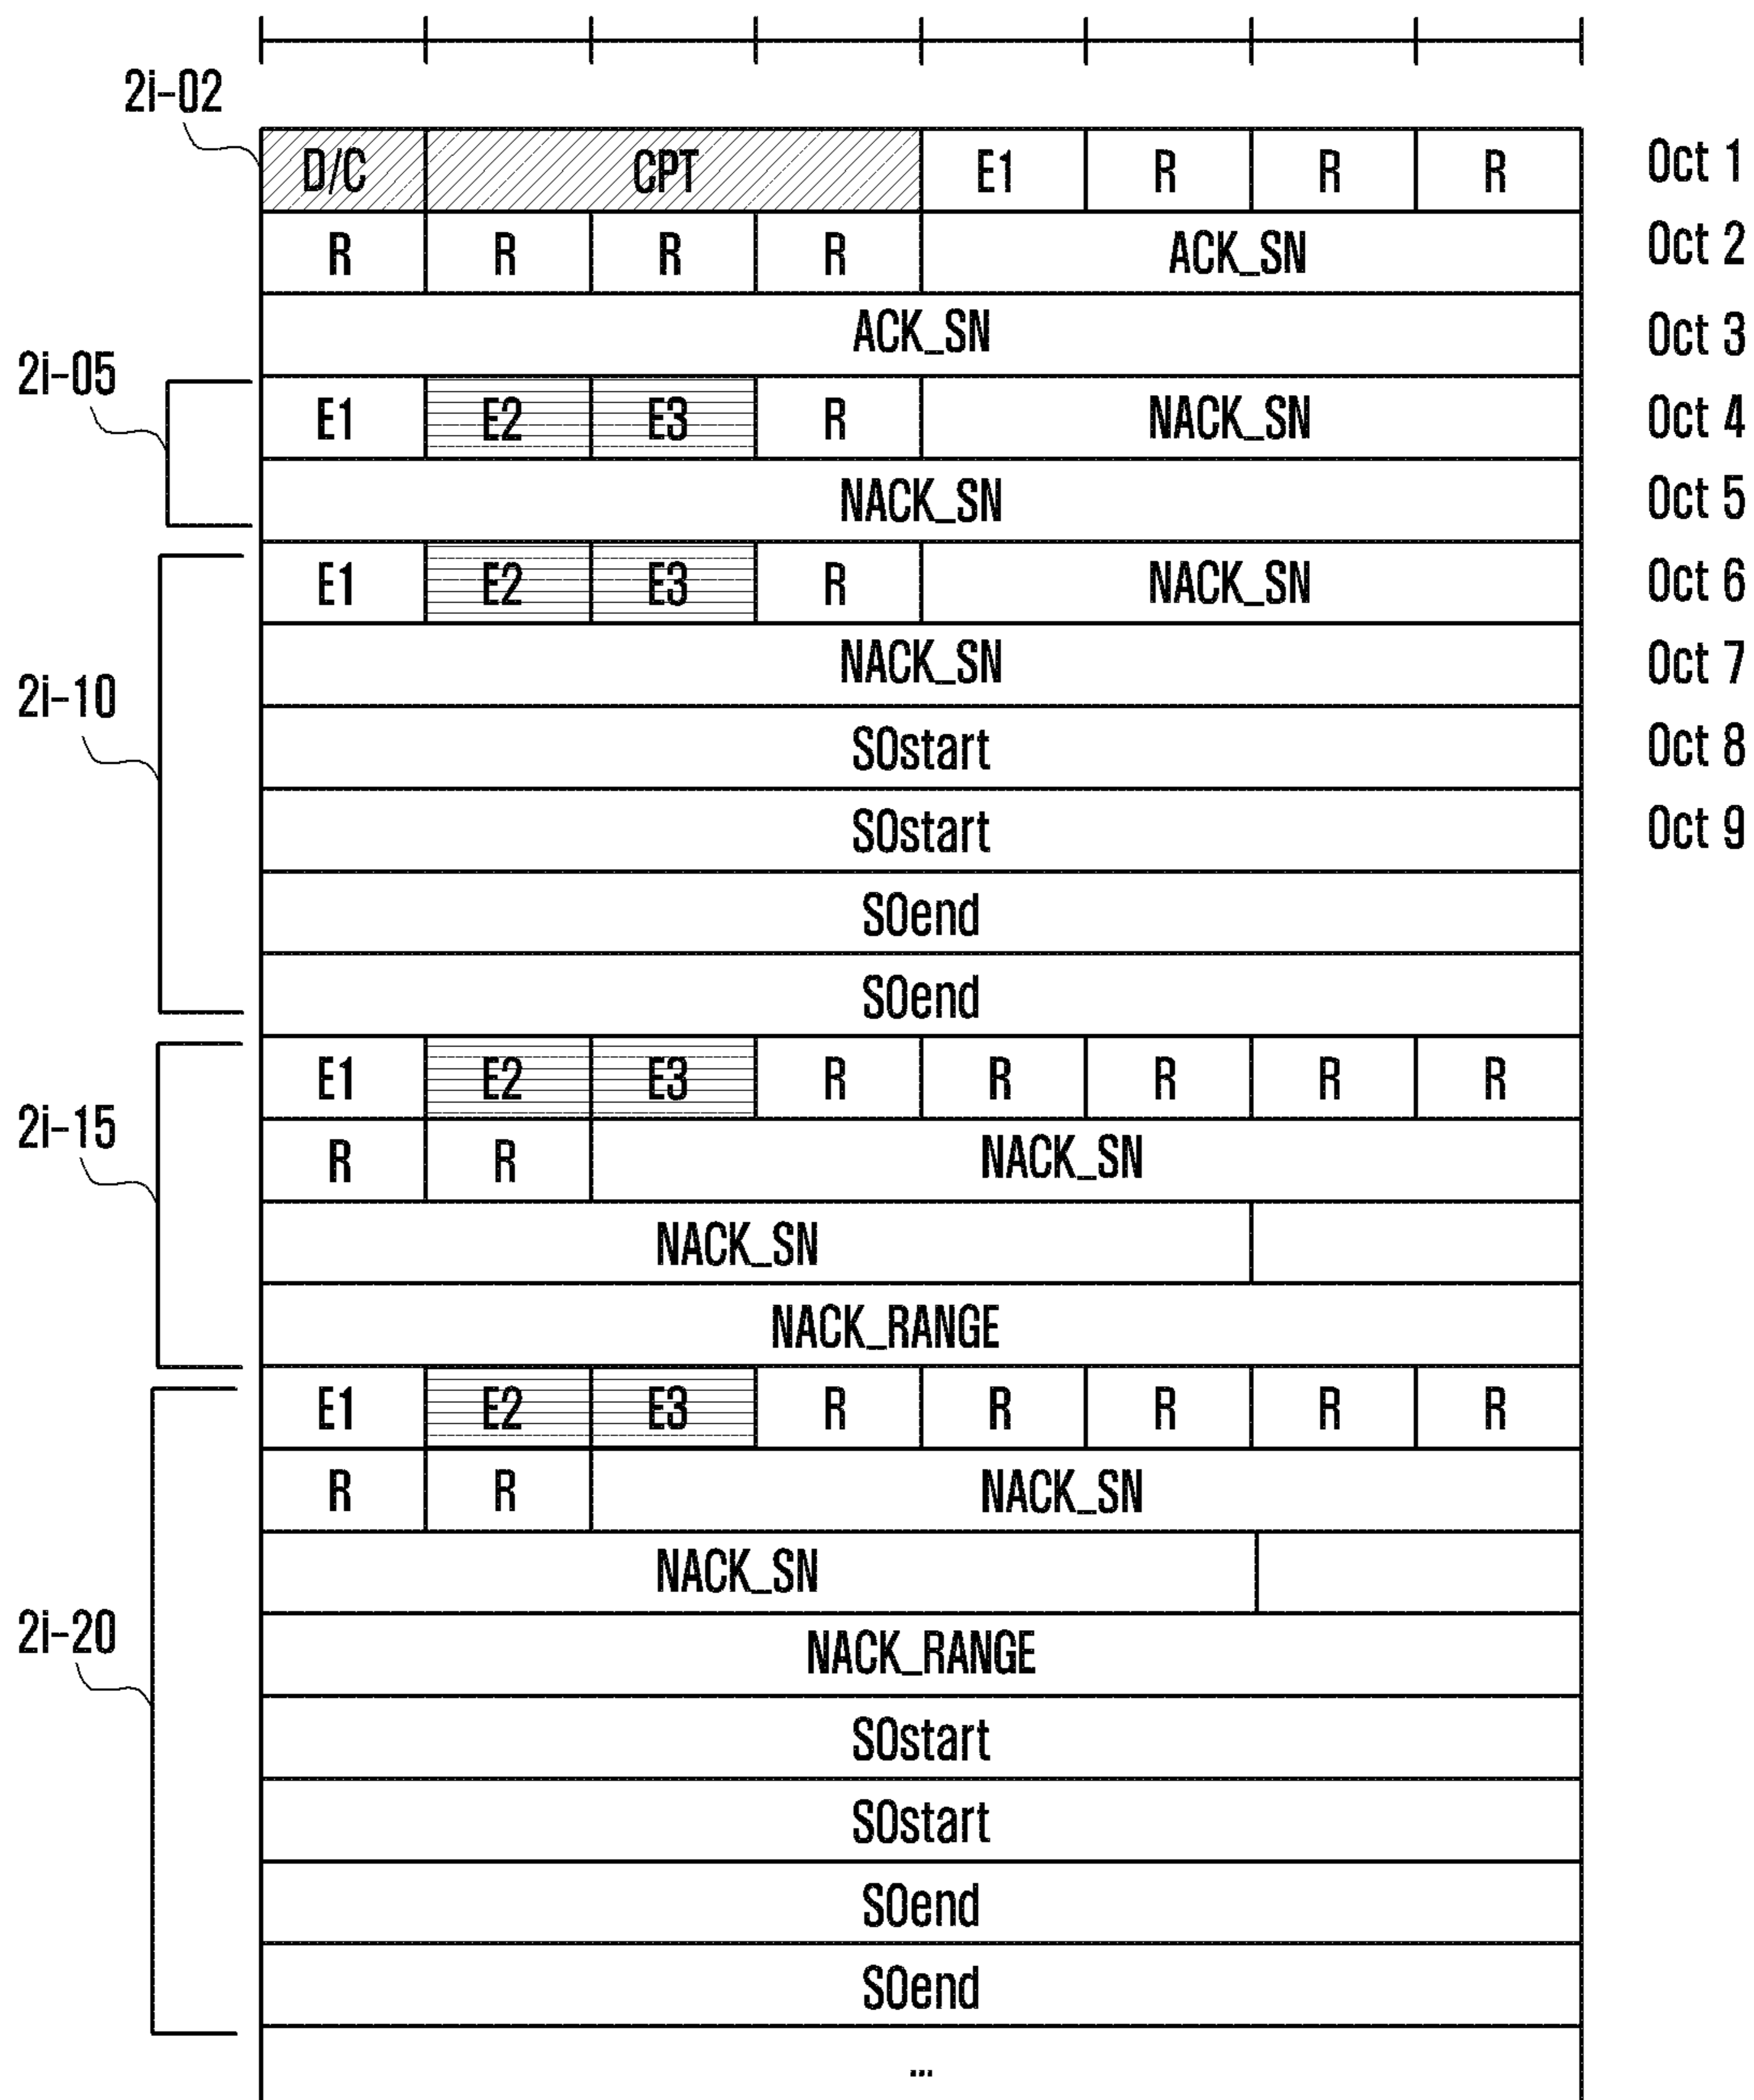 2i-02
D/C CPT E1 R R R Oct 1
R R R R ACK_SN Oct 2
ACK_SN Oct 3
2i-05
E1 E2 E3 R NACK_SN Oct 4
NACK_SN Oct 5
E1 E2 E3 R NACK_SN Oct 6
NACK_SN Oct 7
2i-10
SOstart Oct 8
SOstart Oct 9
SOend
SOend
E1 E2 E3 R R R R R
2i-15
R R NACK_SN
NACK_SN
NACK_RANGE
E1 E2 E3 R R R R R
R R NACK_SN
NACK_SN
2i-20
NACK_RANGE
SOstart
SOstart
SOend
SOend
...